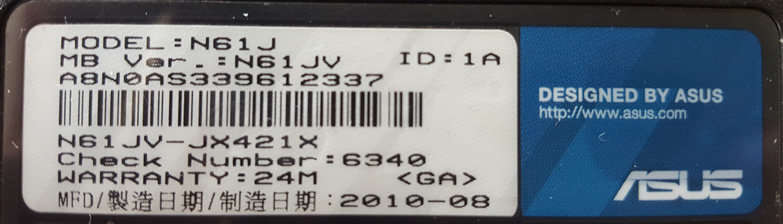 MODEL:N61J
MB Ver.:N61JV ID:1A
A8N0AS339612337
N61JV-JX421X
Check Number:6340
WARRANTY:24M <GA>
MFD/製造日期/制造日期:2010-08
DESIGNED BY ASUS
http://www.asus.com
ASUS